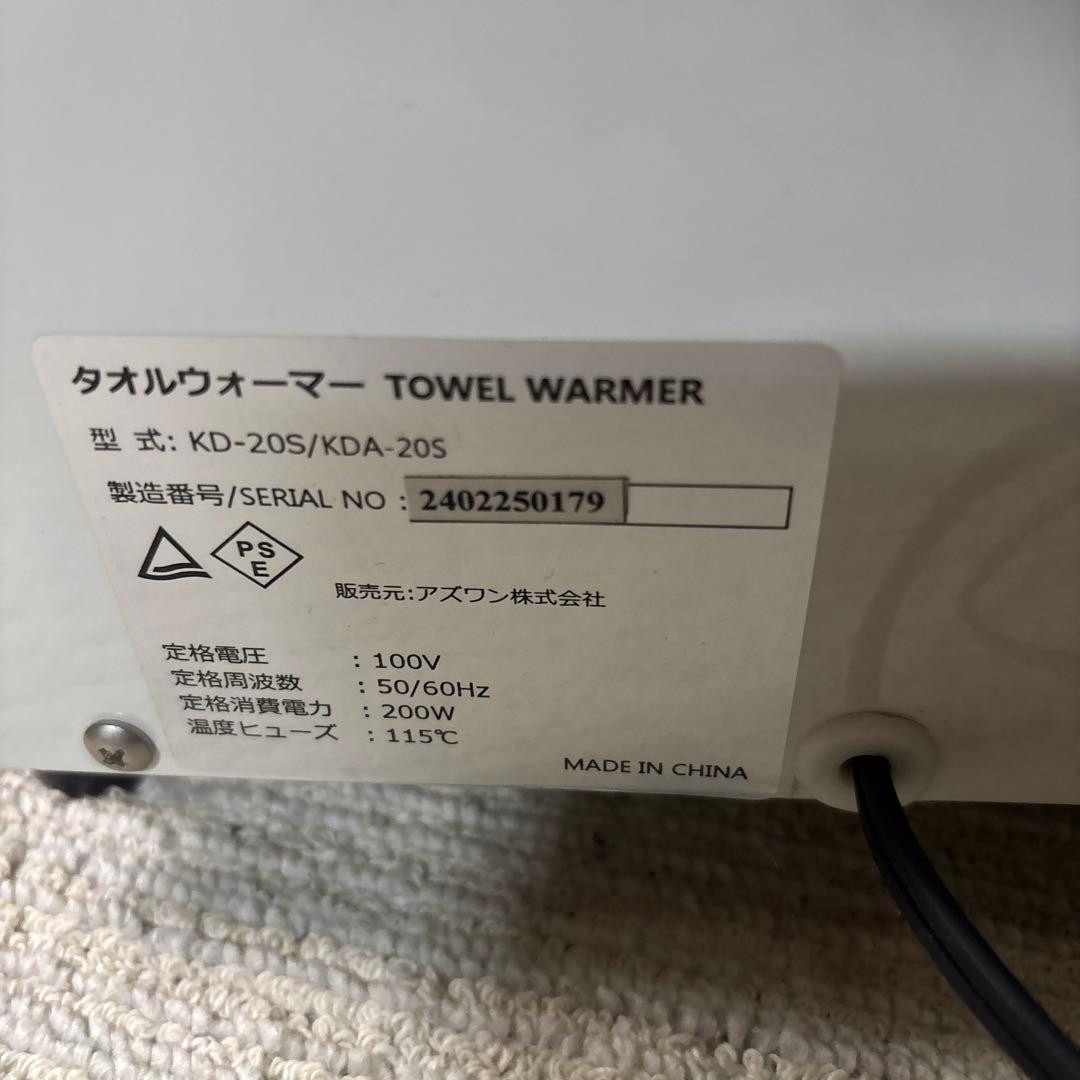 タオルウォーマー TOWEL WARMER
型 式: KD-20S/KDA-20S
製造番号/SERIAL NO : 2402250179
PS
E
販売元:アズワン株式会社
定格電圧 : 100V
定格周波数 : 50/60Hz
定格消費電力 : 200W
温度ヒューズ : 115℃
MADE IN CHINA